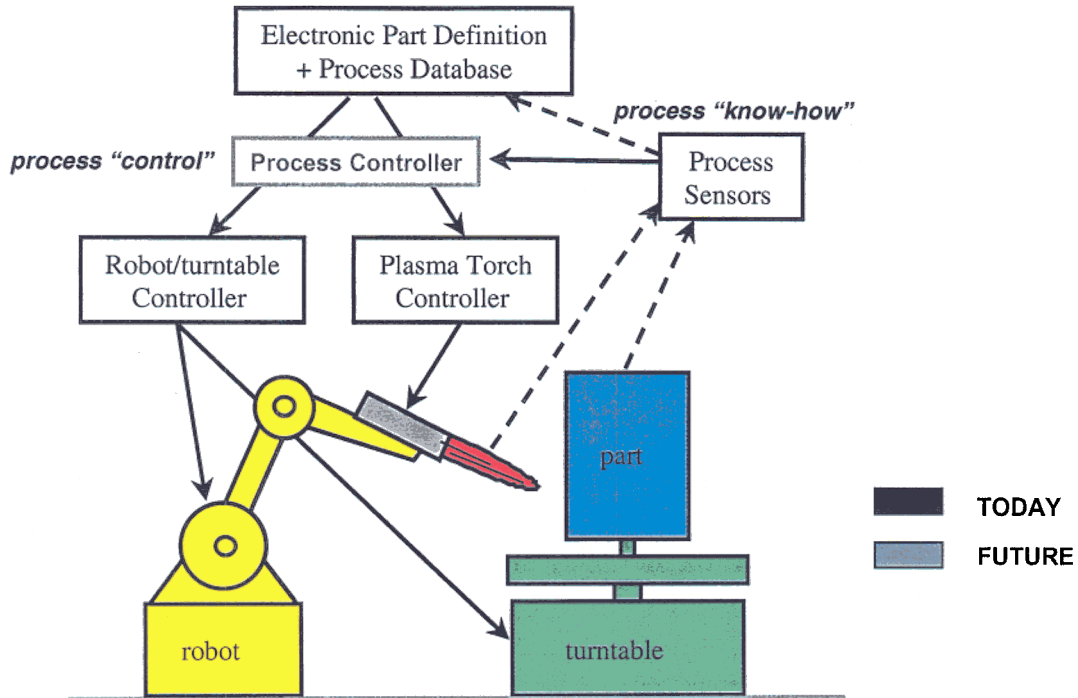 Electronic Part Definition
+ Process Database
process "know-how"
process "control"
Process Controller
Process
Sensors
Robot/turntable
Controller
Plasma Torch
Controller
part
TODAY
FUTURE
robot
turntable